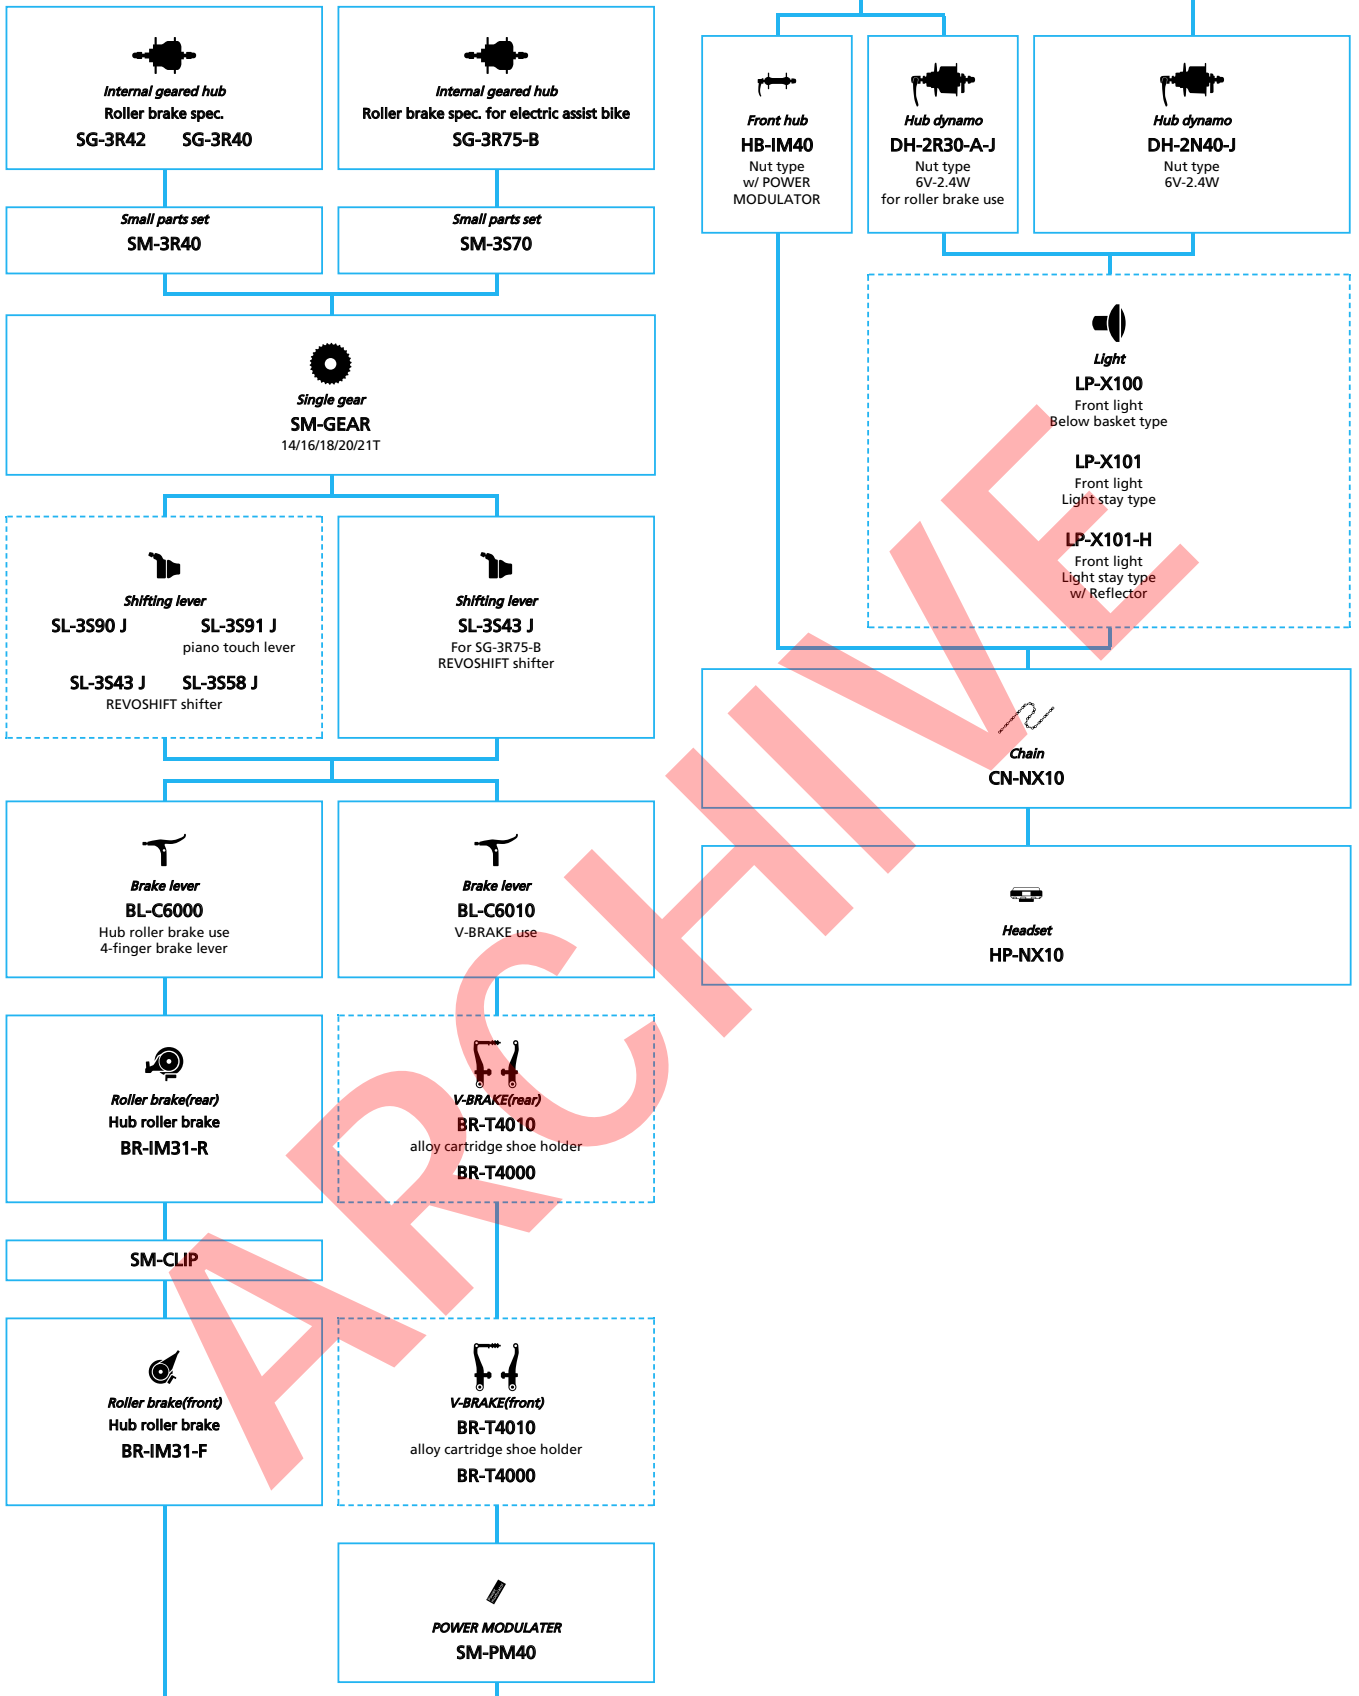 Internal geared hub
Roller brake spec.
SG-3R42 SG-3R40
Internal geared hub
Roller brake spec. for electric assist bike
SG-3R75-B
Small parts set
SM-3R40
Small parts set
SM-3S70
Single gear
SM-GEAR
14/16/18/20/21T
Shifting lever
SL-3S90 J SL-3S91 J
piano touch lever
SL-3S43 J SL-3S58 J
REVOSHIFT shifter
Shifting lever
SL-3S43 J
For SG-3R75-B
REVOSHIFT shifter
Brake lever
BL-C6000
Hub roller brake use
4-finger brake lever
Brake lever
BL-C6010
V-BRAKE use
Roller brake(rear)
Hub roller brake
BR-IM31-R
V-BRAKE(rear)
BR-T4010
alloy cartridge shoe holder
BR-T4000
SM-CLIP
Roller brake(front)
Hub roller brake
BR-IM31-F
V-BRAKE(front)
BR-T4010
alloy cartridge shoe holder
BR-T4000
POWER MODULATER
SM-PM40
Front hub
HB-IM40
Nut type
w/ POWER
MODULATOR
Hub dynamo
DH-2R30-A-J
Nut type
6V-2.4W
for roller brake use
Hub dynamo
DH-2N40-J
Nut type
6V-2.4W
Light
LP-X100
Front light
Below basket type
LP-X101
Front light
Light stay type
LP-X101-H
Front light
Light stay type
w/ Reflector
Chain
CN-NX10
Headset
HP-NX10
ARCHIVE